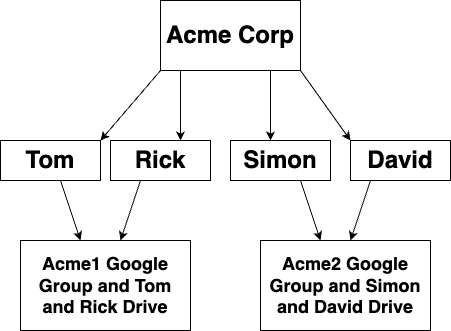 Acme Corp
Tom
Rick
Simon
David
Acme1 Google
Group and Tom
and Rick Drive
Acme2 Google
Group and Simon
and David Drive